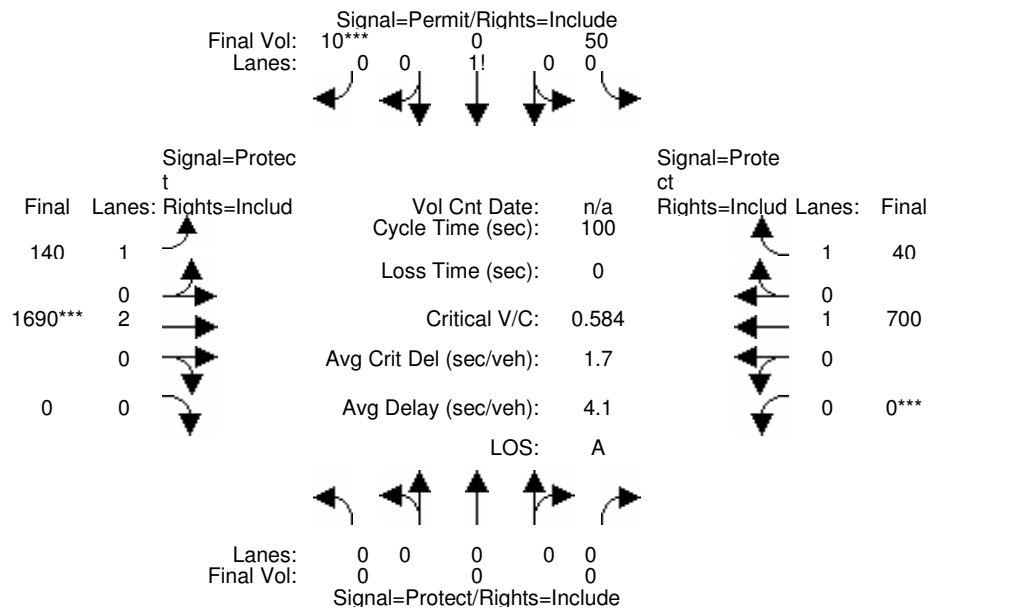 Signal=Permit/Rights=Include
Final Vol: 10*** 0 50
Lanes: 0 0 1! 0 0
Signal=Protec
t
Signal=Prote
ct
Final Lanes: Rights=Includ Vol Cnt Date: n/a Rights=Includ Lanes: Final
Cycle Time (sec): 100
140 1 1 40
Loss Time (sec): 0
0 0
1690*** 2 Critical V/C: 0.584 1 700
0 Avg Crit Del (sec/veh): 1.7 0
0 0 Avg Delay (sec/veh): 4.1 0 0***
LOS: A
Lanes: 0 0 0 0 0
Final Vol: 0 0 0
Signal=Protect/Rights=Include